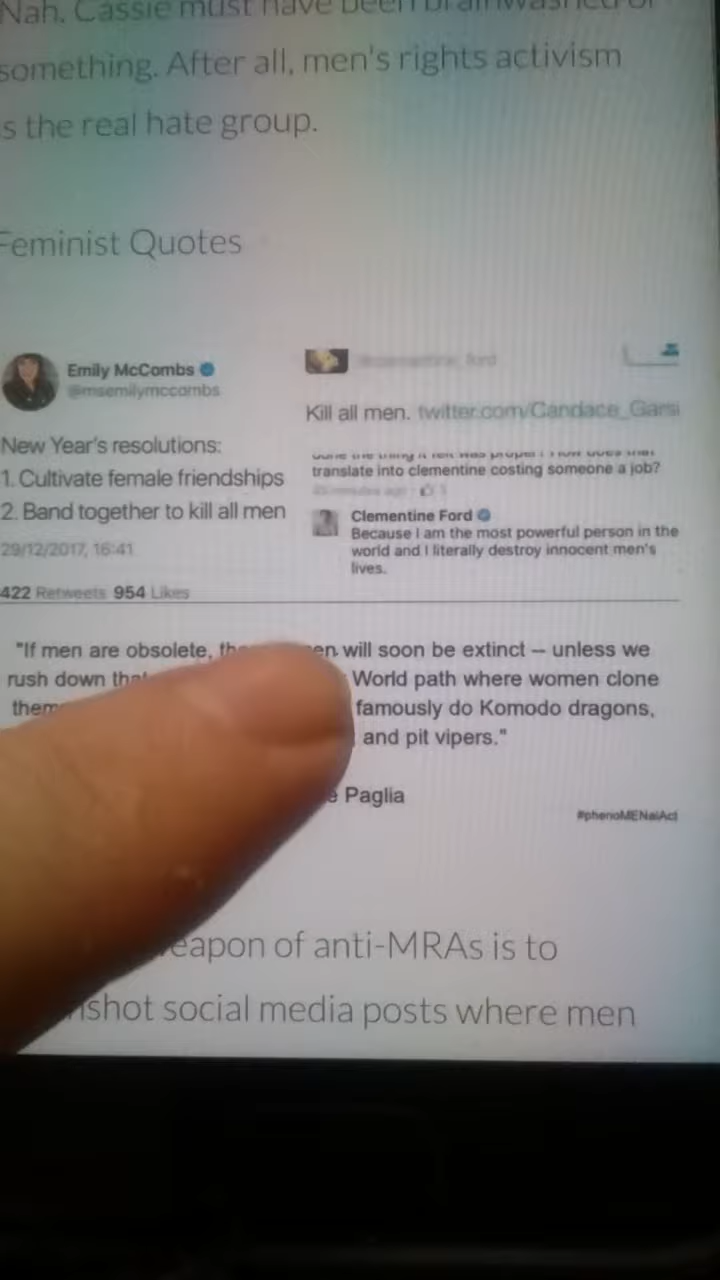 Nah. Cassie must have been brainwashed or
something. After all, men's rights activism
s the real hate group.
Feminist Quotes
Emily McCombs
@msemilymccombs
New Year's resolutions:
1. Cultivate female friendships
2. Band together to kill all men
29/12/2017, 16:41
422 Retweets 954 Likes
Kill all men. twitter.com/Candace_Garsi
translate into clementine costing someone a job?
Clementine Ford
Because I am the most powerful person in the
world and I literally destroy innocent men's
lives.
"If men are obsolete, en will soon be extinct — unless we
rush down World path where women clone
famously do Komodo dragons,
and pit vipers."
Paglia
#phenoMENalAct
eapon of anti-MRAs is to
shot social media posts where men